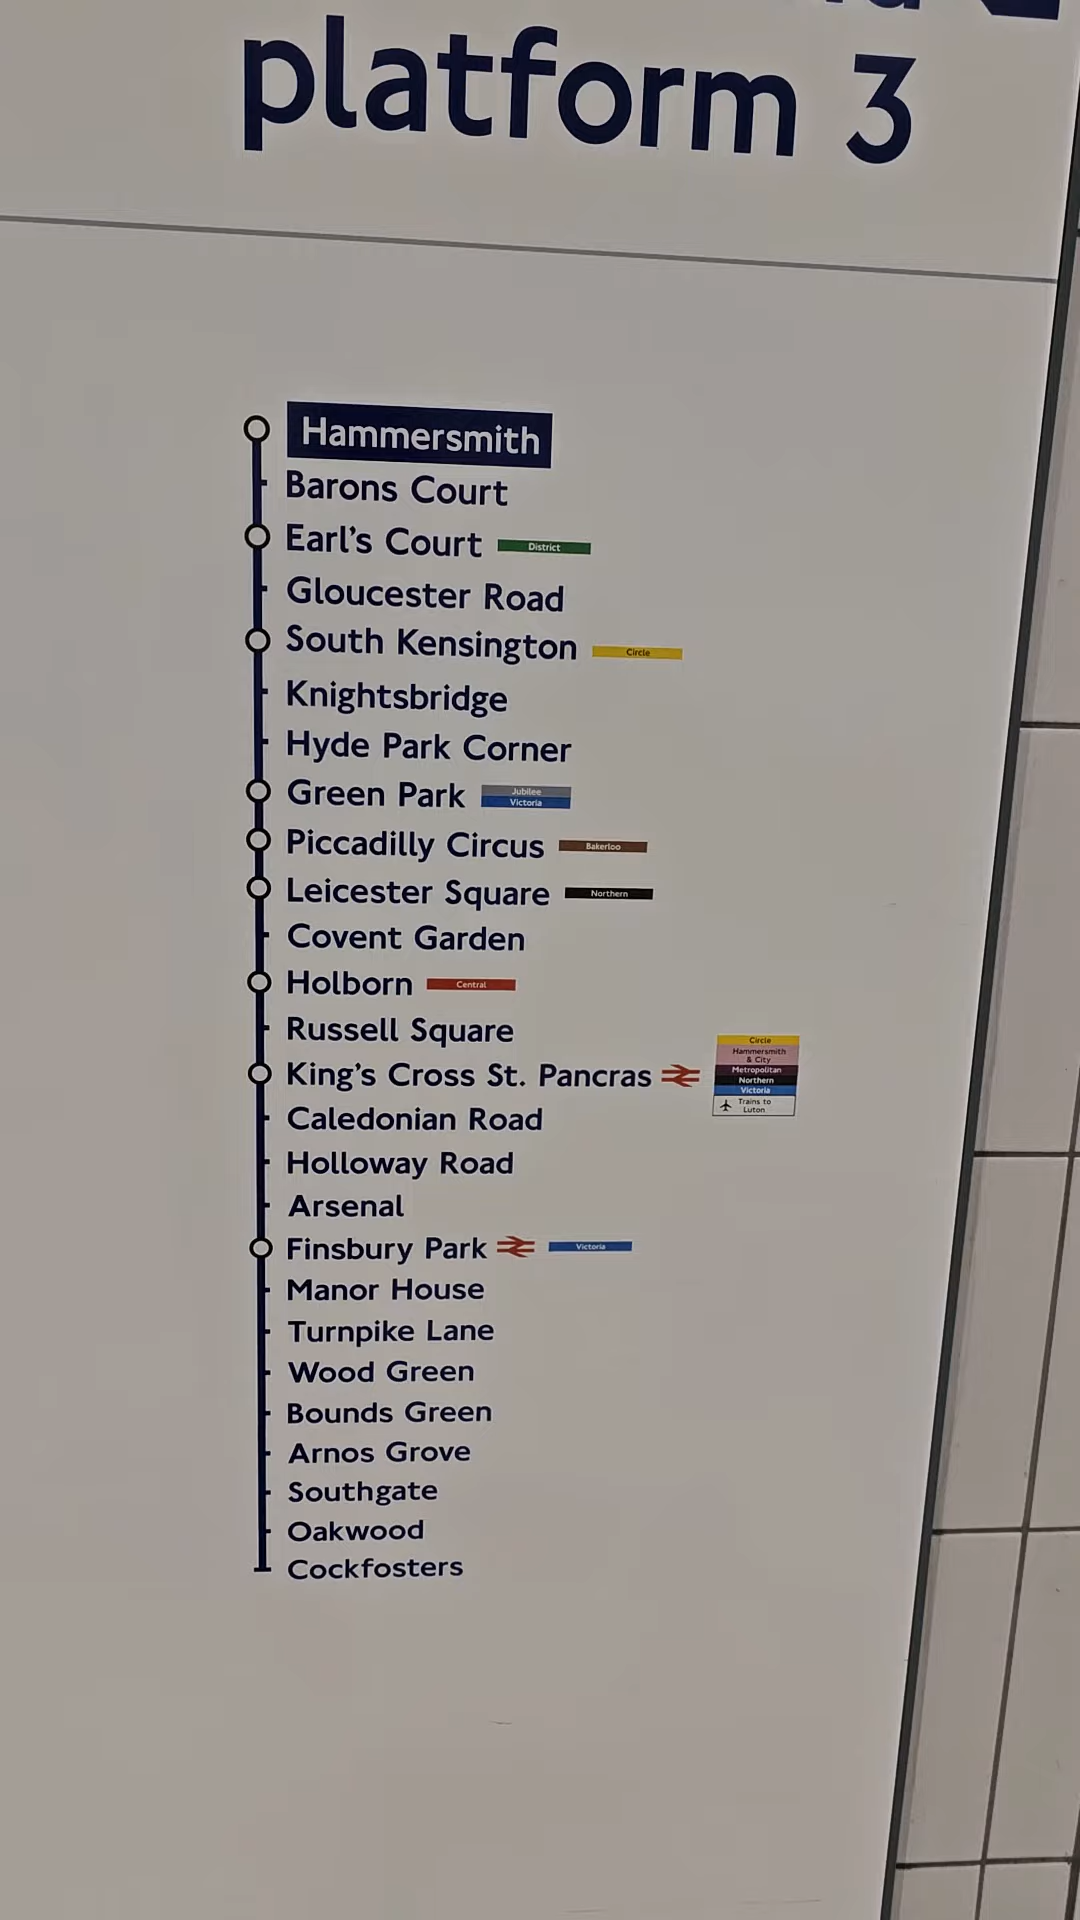 platform 3
Hammersmith
Barons Court
Earl's Court District
Gloucester Road
South Kensington Circle
Knightsbridge
Hyde Park Corner
Green Park Jubilee
Victoria
Piccadilly Circus Bakerloo
Leicester Square Northern
Covent Garden
Holborn Central
Russell Square
King's Cross St. Pancras
Circle
Hammersmith
& City
Metropolitan
Northern
Victoria
Trains to
Luton
Caledonian Road
Holloway Road
Arsenal
Finsbury Park Victoria
Manor House
Turnpike Lane
Wood Green
Bounds Green
Arnos Grove
Southgate
Oakwood
Cockfosters